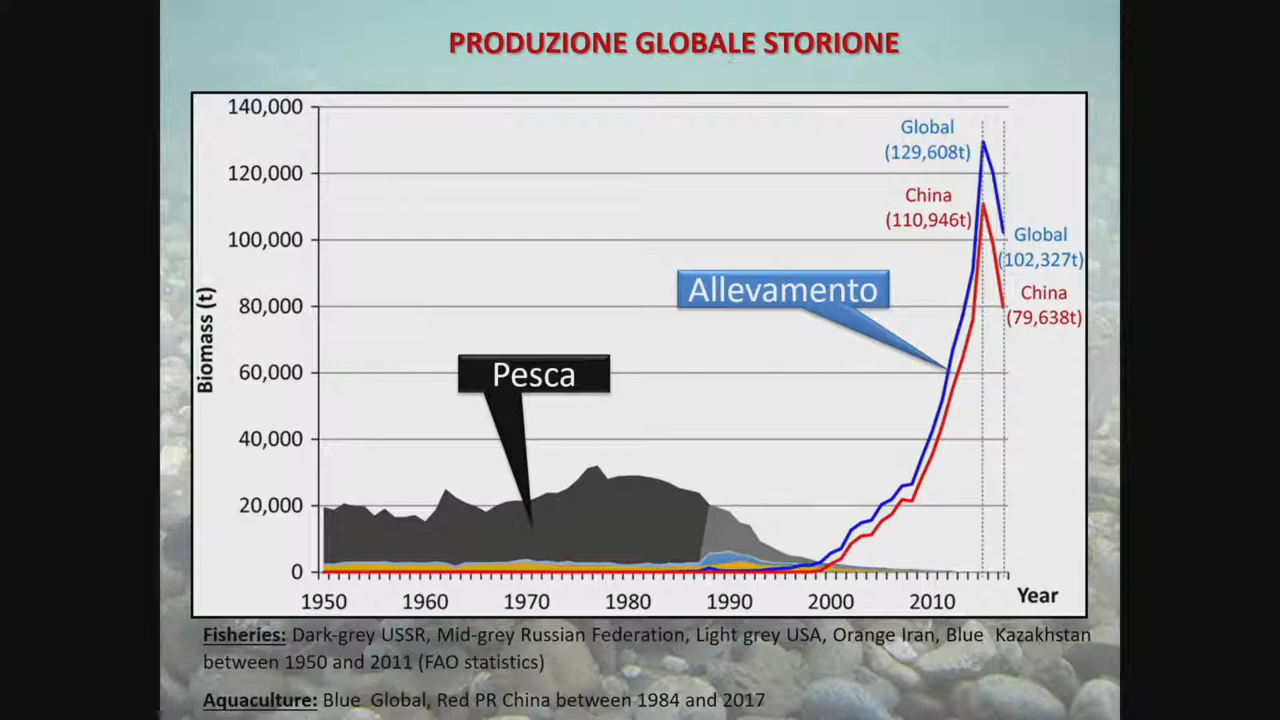 PRODUZIONE GLOBALE STORIONE
140,000
120,000
100,000
80,000
60,000
40,000
20,000
0
Biomass (t)
1950 1960 1970 1980 1990 2000 2010
Year
Global
(129,608t)
China
(110,946t)
Global
(102,327t)
China
(79,638t)
Allevamento
Pesca
Fisheries: Dark-grey USSR, Mid-grey Russian Federation, Light grey USA, Orange Iran, Blue Kazakhstan
between 1950 and 2011 (FAO statistics)
Aquaculture: Blue Global, Red PR China between 1984 and 2017